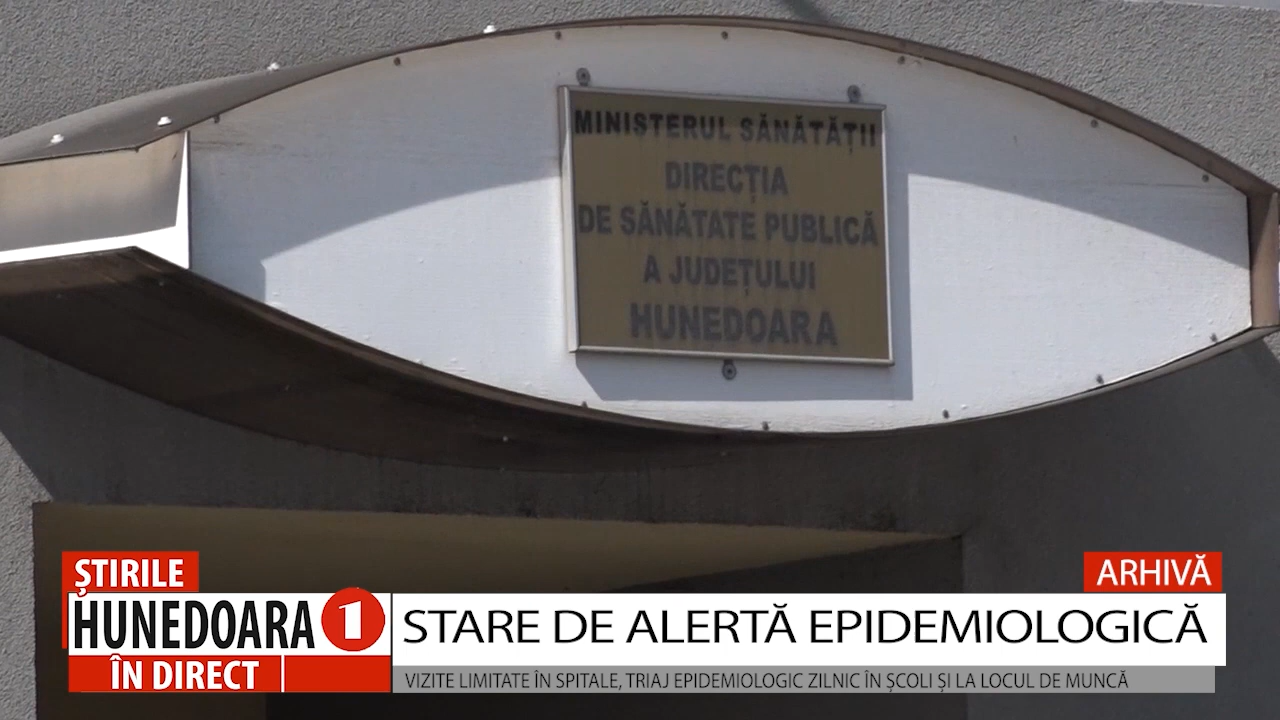 MINISTERUL SĂNĂTĂȚII
DIRECȚIA
DE SĂNĂTATE PUBLICĂ
A JUDEȚULUI
HUNEDOARA
ȘTIRILE
HUNEDOARA 1
ÎN DIRECT
ARHIVĂ
STARE DE ALERTĂ EPIDEMIOLOGICĂ
VIZITE LIMITATE ÎN SPITALE, TRIAJ EPIDEMIOLOGIC ZILNIC ÎN ȘCOLI ȘI LA LOCUL DE MUNCĂ